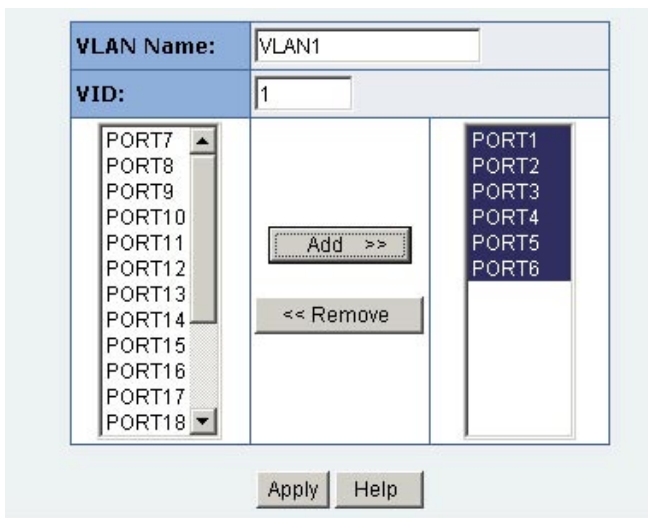 VLAN Name: VLAN1
VID: 1
PORT7
PORT8
PORT9
PORT10
PORT11
PORT12
PORT13
PORT14
PORT15
PORT16
PORT17
PORT18
Add >>
<< Remove
PORT1
PORT2
PORT3
PORT4
PORT5
PORT6
Apply Help